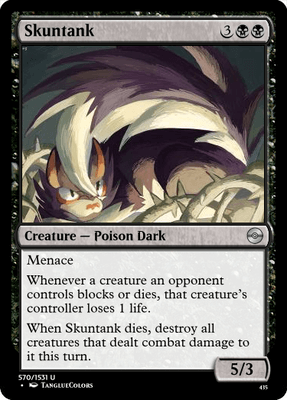 Skuntank 3
Creature — Poison Dark
Menace
Whenever a creature an opponent
controls blocks or dies, that creature's
controller loses 1 life.
When Skuntank dies, destroy all
creatures that dealt combat damage to
it this turn.
5/3
570/1531 U
• TanglueColors
435